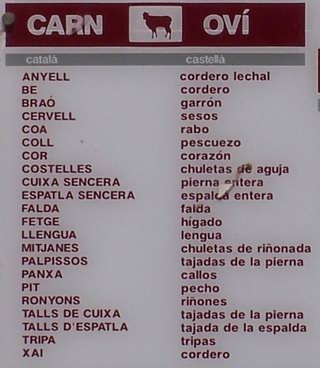 CARN OVÍ
català castellà
ANYELL cordero lechal
BE cordero
BRAÓ garrón
CERVELL sesos
COA rabo
COLL pescuezo
COR corazón
COSTELLES chuletas de aguja
CUIXA SENCERA pierna entera
ESPATLA SENCERA espalda entera
FALDA falda
FETGE hígado
LLENGUA lengua
MITJANES chuletas de riñonada
PALPISSOS tajadas de la pierna
PANXA callos
PIT pecho
RONYONS riñones
TALLS DE CUIXA tajadas de la pierna
TALLS D'ESPATLA tajada de la espalda
TRIPA tripas
XAI cordero